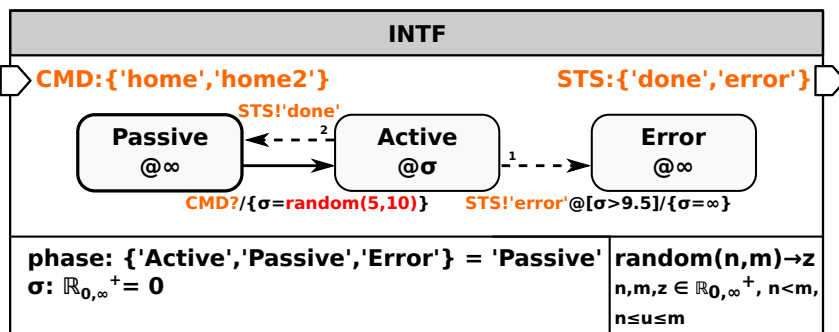 INTF
CMD:{'home','home2'}
STS:{'done','error'}
STS!'done'
Passive
@∞
2
Active
@σ
1
Error
@∞
CMD?/{σ=random(5,10)}
STS!'error'@[σ>9.5]/{σ=∞}
phase: {'Active','Passive','Error'} = 'Passive'
σ: ℝ0,∞⁺= 0
random(n,m)→z
n,m,z ∈ ℝ0,∞⁺, n<m,
n≤u≤m